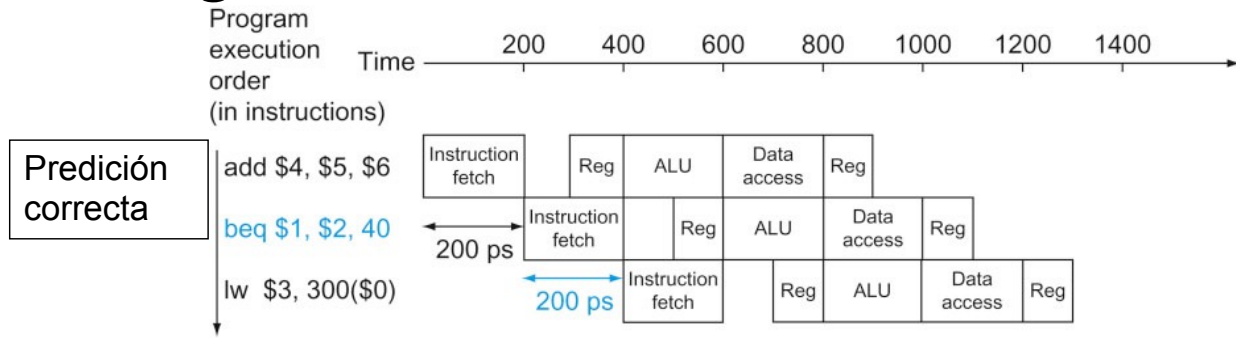 Program
execution
order
(in instructions)
Time
200 400 600 800 1000 1200 1400
Predición
correcta
add $4, $5, $6
Instruction
fetch
Reg
ALU
Data
access
Reg
beq $1, $2, 40
200 ps
Instruction
fetch
Reg
ALU
Data
access
Reg
lw $3, 300($0)
200 ps
Instruction
fetch
Reg
ALU
Data
access
Reg